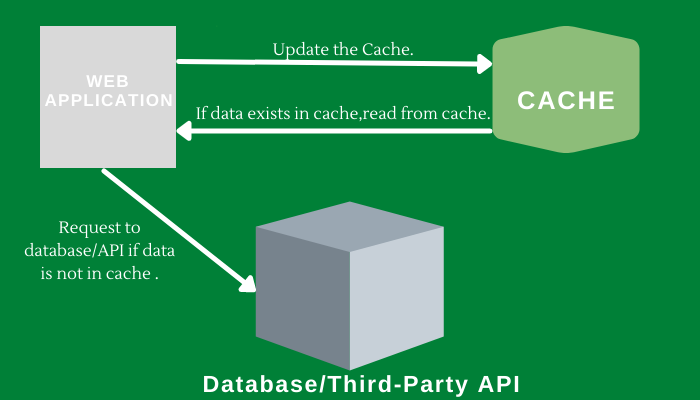 Update the Cache.
WEB
APPLICATION
CACHE
If data exists in cache,read from cache.
Request to
database/API if data
is not in cache .
Database/Third-Party API